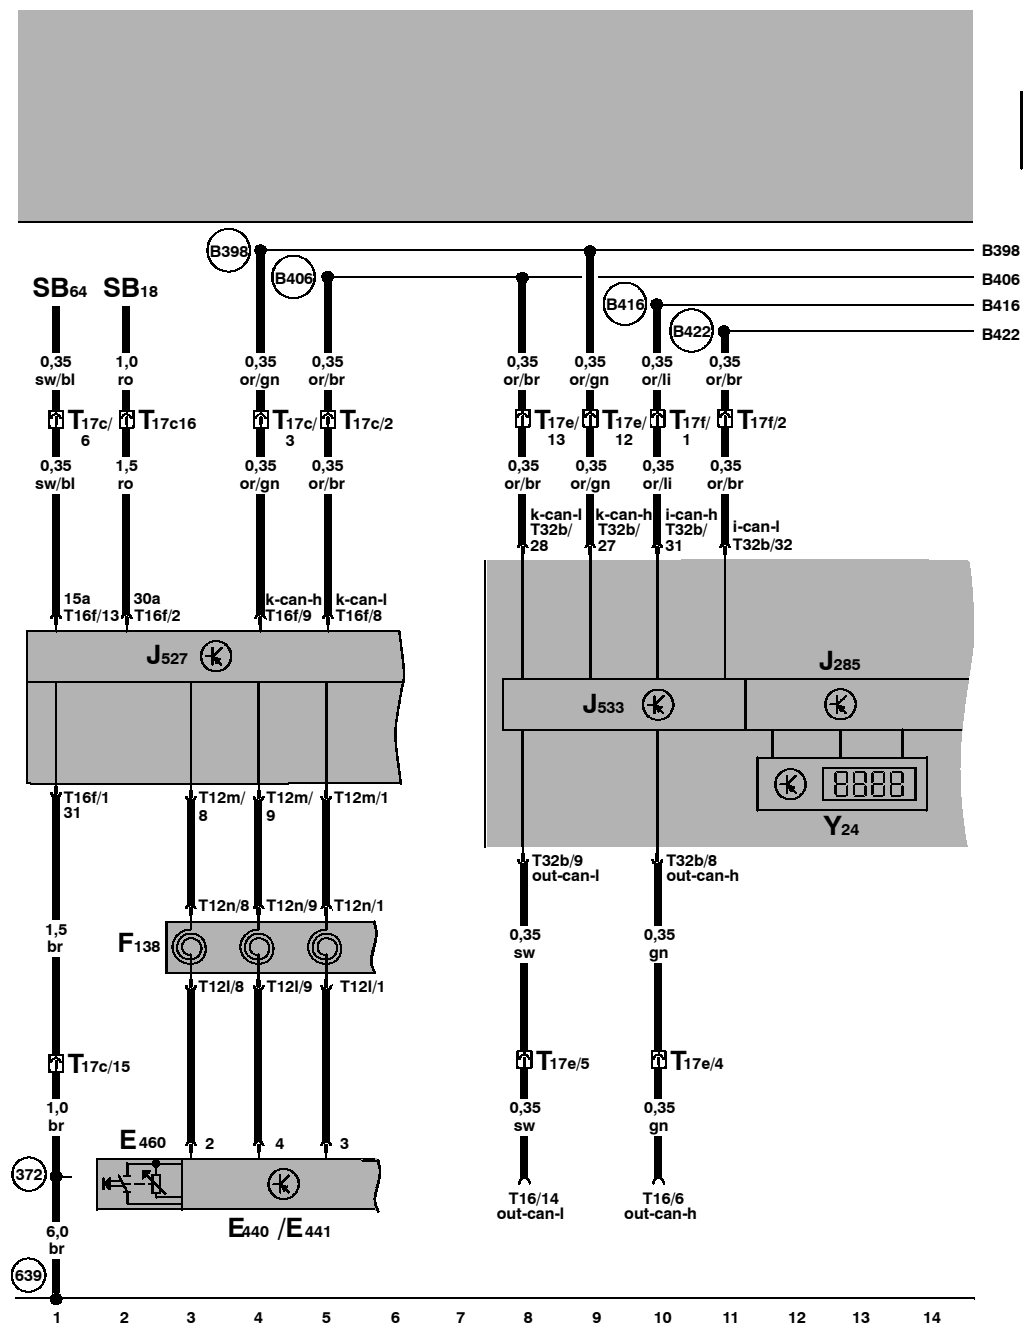 B398
B398
B406
B406
SB64
SB18
B416
B416
B422
B422
0,35
1,0
0,35
0,35
0,35
0,35
0,35
0,35
sw/bl
ro
or/gn
or/br
or/br
or/gn
or/li
or/br
T17c/
6
T17c16
T17c/
3
T17c/2
T17e/
13
T17e/
12
T17f/
1
T17f/2
0,35
1,5
0,35
0,35
0,35
0,35
0,35
0,35
sw/bl
ro
or/gn
or/br
or/br
or/gn
or/li
or/br
k-can-l
T32b/
28
k-can-h
T32b/
27
i-can-h
T32b/
31
i-can-l
T32b/32
15a
T16f/13
30a
T16f/2
k-can-h
T16f/9
k-can-l
T16f/8
J527
J285
J533
Y24
T16f/1
31
T12m/
8
T12m/
9
T12m/1
T32b/9
out-can-l
T32b/8
out-can-h
T12n/8
T12n/9
T12n/1
1,5
br
F138
0,35
sw
0,35
gn
T12l/8
T12l/9
T12l/1
T17c/15
T17e/5
T17e/4
1,0
br
0,35
sw
0,35
gn
E460
2
4
3
372
T16/14
out-can-l
T16/6
out-can-h
E440 /E441
6,0
br
639
1
2
3
4
5
6
7
8
9
10
11
12
13
14